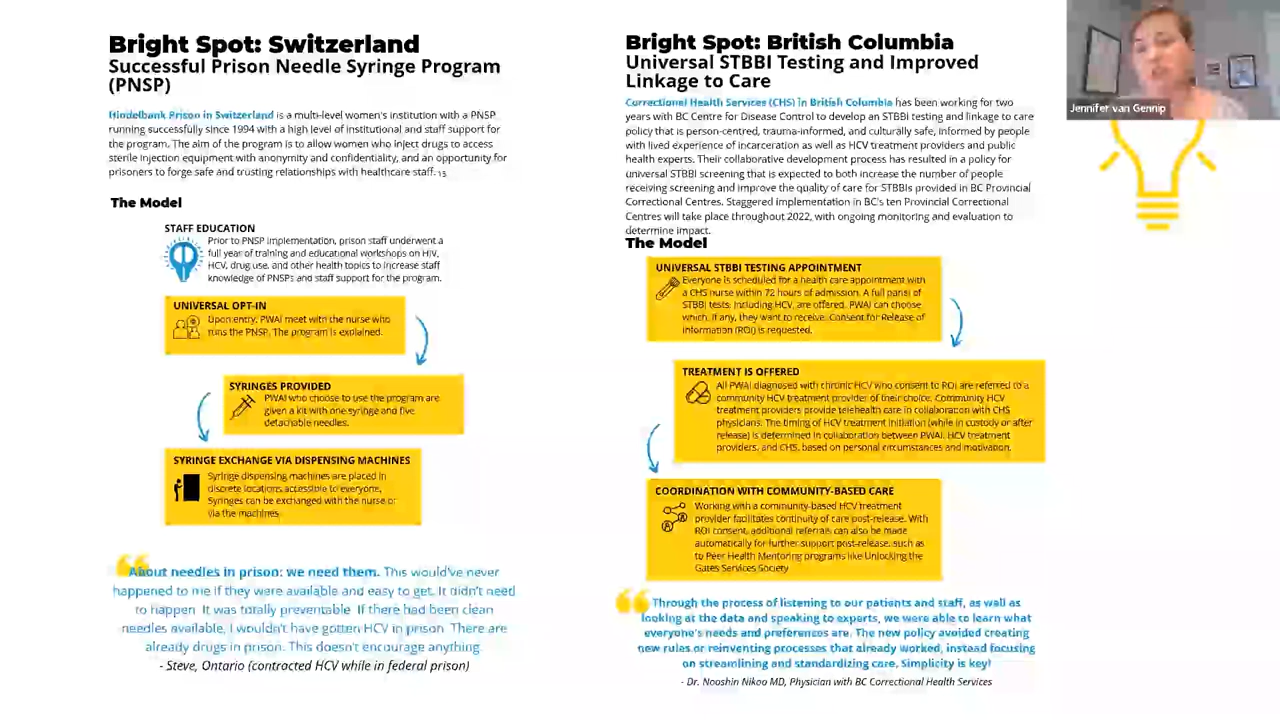 Bright Spot: Switzerland
Successful Prison Needle Syringe Program
(PNSP)
Hindelbank Prison in Switzerland is a multi-level women's institution with a PNSP
running successfully since 1994 with a high level of institutional and staff support for
the program. The aim of the program is to allow women who inject drugs to access
sterile injection equipment with anonymity and confidentiality, and an opportunity for
prisoners to forge safe and trusting relationships with healthcare staff. 15
The Model
STAFF EDUCATION
Prior to PNSP implementation, prison staff underwent a
full year of training and educational workshops on HIV,
HCV, drug use, and other health topics to increase staff
knowledge of PNSPs and staff support for the program.
UNIVERSAL OPT-IN
Upon entry, PWAI meet with the nurse who
runs the PNSP. The program is explained.
SYRINGES PROVIDED
PWAI who choose to use the program are
given a kit with one syringe and five
detachable needles.
SYRINGE EXCHANGE VIA DISPENSING MACHINES
Syringe dispensing machines are placed in
discrete locations accessible to everyone.
Syringes can be exchanged with the nurse or
via the machines.
About needles in prison: we need them. This would've never
happened to me if they were available and easy to get. It didn't need
to happen. It was totally preventable. If there had been clean
needles available, I wouldn't have gotten HCV in prison. There are
already drugs in prison. This doesn't encourage anything.
- Steve, Ontario (contracted HCV while in federal prison)
Bright Spot: British Columbia
Universal STBBI Testing and Improved
Linkage to Care
Correctional Health Services (CHS) in British Columbia has been working for two
years with BC Centre for Disease Control to develop an STBBI testing and linkage to care
policy that is person-centred, trauma-informed, and culturally safe, informed by people
with lived experience of incarceration as well as HCV treatment providers and public
health experts. Their collaborative development process has resulted in a policy for
universal STBBI screening that is expected to both increase the number of people
receiving screening and improve the quality of care for STBBIs provided in BC Provincial
Correctional Centres. Staggered implementation in BC's ten Provincial Correctional
Centres will take place throughout 2022, with ongoing monitoring and evaluation to
determine impact.
The Model
UNIVERSAL STBBI TESTING APPOINTMENT
Everyone is scheduled for a health care appointment with
a CHS nurse within 72 hours of admission. A full panel of
STBBI tests, including HCV, are offered. PWAI can choose
which, if any, they want to receive. Consent for Release of
Information (ROI) is requested.
TREATMENT IS OFFERED
All PWAI diagnosed with chronic HCV who consent to ROI are referred to a
community HCV treatment provider of their choice. Community HCV
treatment providers provide telehealth care in collaboration with CHS
physicians. The timing of HCV treatment initiation (while in custody or after
release) is determined in collaboration between PWAI, HCV treatment
providers, and CHS, based on personal circumstances and motivation.
COORDINATION WITH COMMUNITY-BASED CARE
Working with a community-based HCV treatment
provider facilitates continuity of care post-release. With
ROI consent, additional referrals can also be made
automatically for further support post-release, such as
to Peer Health Mentoring programs like Unlocking the
Gates Services Society
Through the process of listening to our patients and staff, as well as
looking at the data and speaking to experts, we were able to learn what
everyone's needs and preferences are. The new policy avoided creating
new rules or reinventing processes that already worked, instead focusing
on streamlining and standardizing care. Simplicity is key!
- Dr. Nooshin Nikoo MD, Physician with BC Correctional Health Services
Jennifer van Gennip